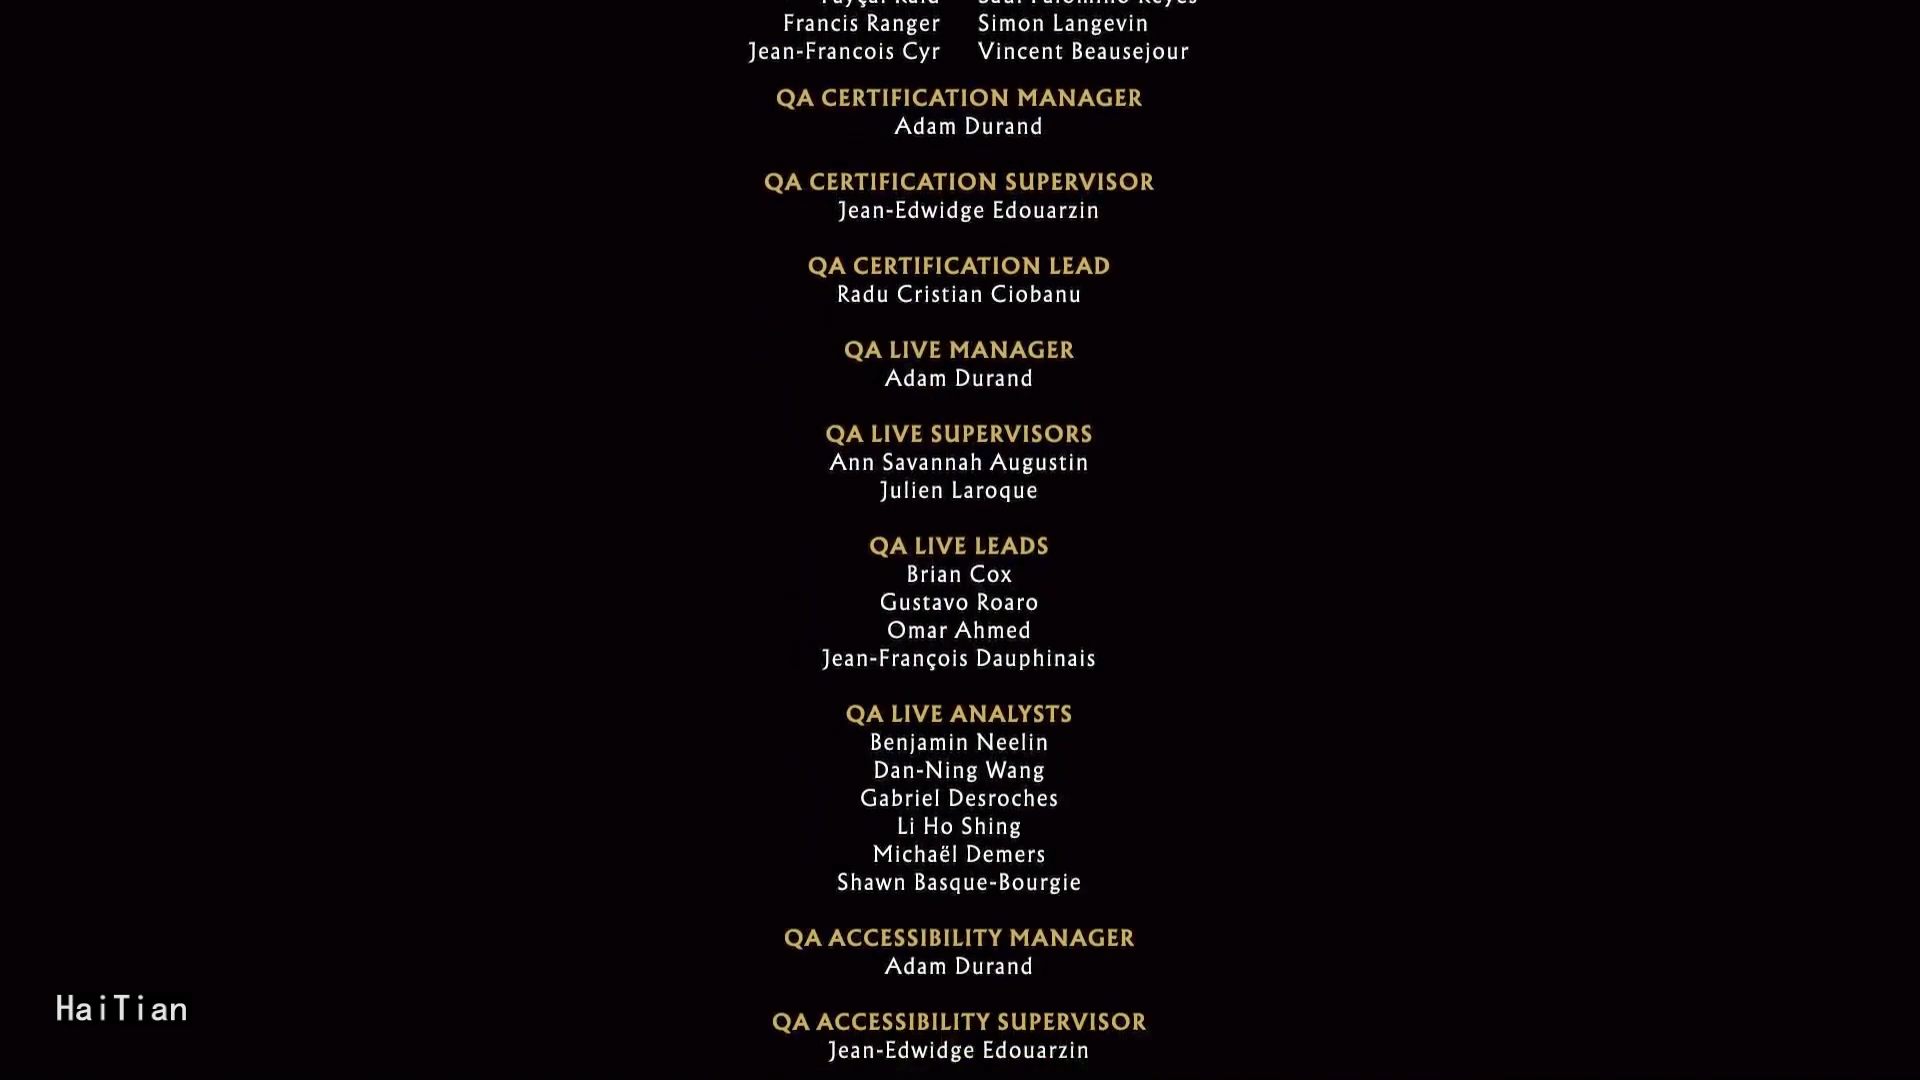 Francis Ranger Simon Langevin
Jean-Francois Cyr Vincent Beausejour
QA CERTIFICATION MANAGER
Adam Durand
QA CERTIFICATION SUPERVISOR
Jean-Edwidge Edouarzin
QA CERTIFICATION LEAD
Radu Cristian Ciobanu
QA LIVE MANAGER
Adam Durand
QA LIVE SUPERVISORS
Ann Savannah Augustin
Julien Laroque
QA LIVE LEADS
Brian Cox
Gustavo Roaro
Omar Ahmed
Jean-François Dauphinais
QA LIVE ANALYSTS
Benjamin Neelin
Dan-Ning Wang
Gabriel Desroches
Li Ho Shing
Michaël Demers
Shawn Basque-Bourgie
QA ACCESSIBILITY MANAGER
Adam Durand
HaiTian
QA ACCESSIBILITY SUPERVISOR
Jean-Edwidge Edouarzin